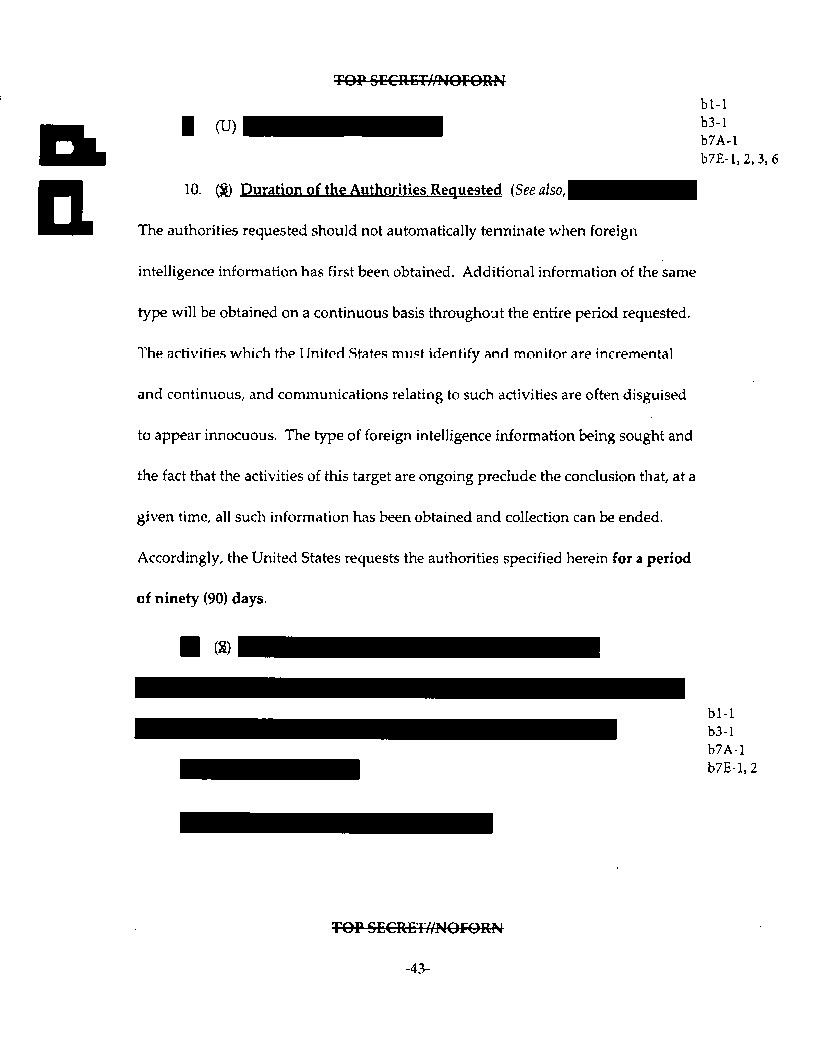 TOP SECRET//NOFORN
b1-1
(U)
b3-1
b7A-1
b7E-1, 2, 3, 6
10. (S) Duration of the Authorities Requested (See also,
The authorities requested should not automatically terminate when foreign
intelligence information has first been obtained. Additional information of the same
type will be obtained on a continuous basis throughout the entire period requested.
The activities which the United States must identify and monitor are incremental
and continuous, and communications relating to such activities are often disguised
to appear innocuous. The type of foreign intelligence information being sought and
the fact that the activities of this target are ongoing preclude the conclusion that, at a
given time, all such information has been obtained and collection can be ended.
Accordingly, the United States requests the authorities specified herein for a period
of ninety (90) days.
(S)
b1-1
b3-1
b7A-1
b7E-1, 2
TOP SECRET//NOFORN
-43-